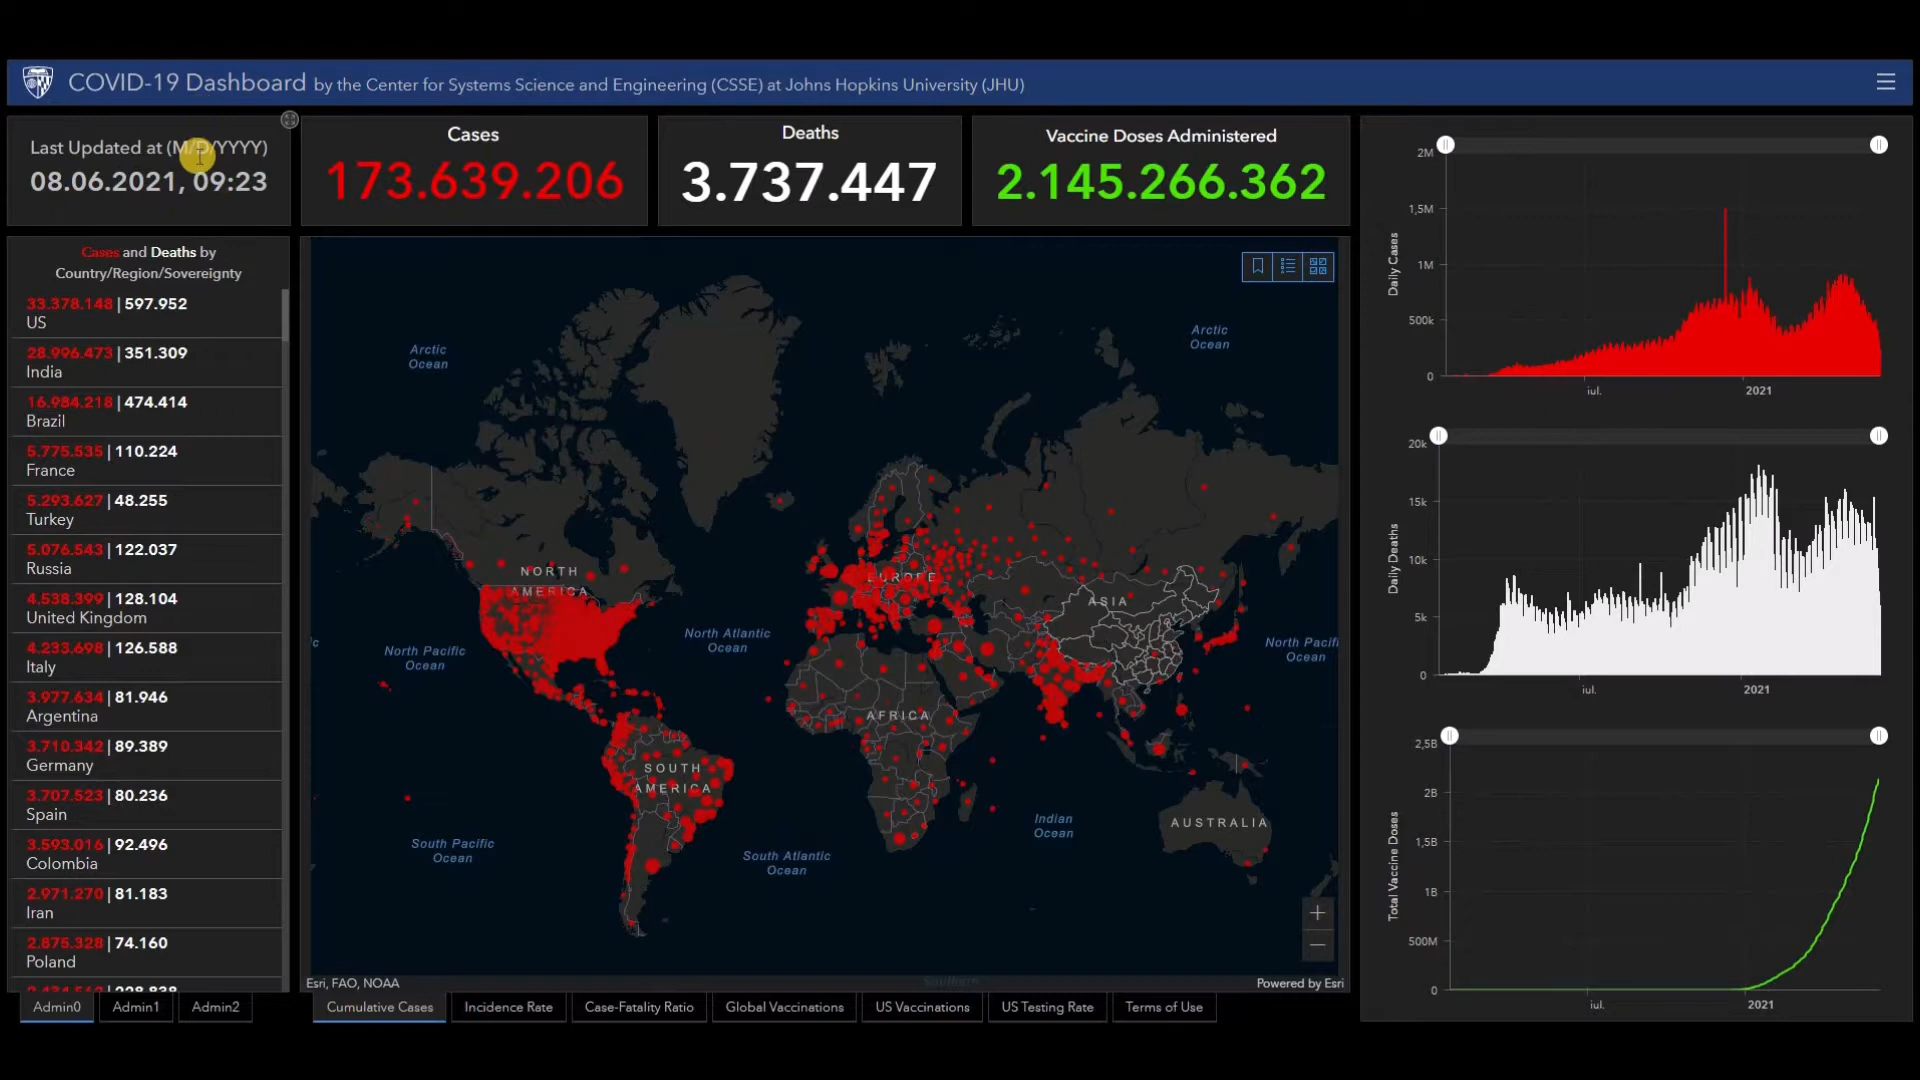 COVID-19 Dashboard by the Center for Systems Science and Engineering (CSSE) at Johns Hopkins University (JHU)
Last Updated at (M/D/YYYY)
08.06.2021, 09:23
Cases
173.639.206
Deaths
3.737.447
Vaccine Doses Administered
2.145.266.362
Cases and Deaths by
Country/Region/Sovereignty
33.378.148 | 597.952
US
28.996.473 | 351.309
India
16.984.218 | 474.414
Brazil
5.775.535 | 110.224
France
5.293.627 | 48.255
Turkey
5.076.543 | 122.037
Russia
4.538.399 | 128.104
United Kingdom
4.233.698 | 126.588
Italy
3.977.634 | 81.946
Argentina
3.710.342 | 89.389
Germany
3.707.523 | 80.236
Spain
3.593.016 | 92.496
Colombia
2.971.270 | 81.183
Iran
2.875.328 | 74.160
Poland
Admin0
Admin1
Admin2
Arctic
Ocean
Arctic
Ocean
NORTH
AMERICA
EUROPE
ASIA
North Pacific
Ocean
North Atlantic
Ocean
North Pacifi
Ocean
AFRICA
SOUTH
AMERICA
Indian
Ocean
AUSTRALIA
South Pacific
Ocean
South Atlantic
Ocean
Esri, FAO, NOAA
Powered by Esri
Cumulative Cases
Incidence Rate
Case-Fatality Ratio
Global Vaccinations
US Vaccinations
US Testing Rate
Terms of Use
Daily Cases
2M
1,5M
1M
500k
0
iul.
2021
Daily Deaths
20k
15k
10k
5k
0
iul.
2021
Total Vaccine Doses
2,5B
2B
1,5B
1B
500M
0
iul.
2021